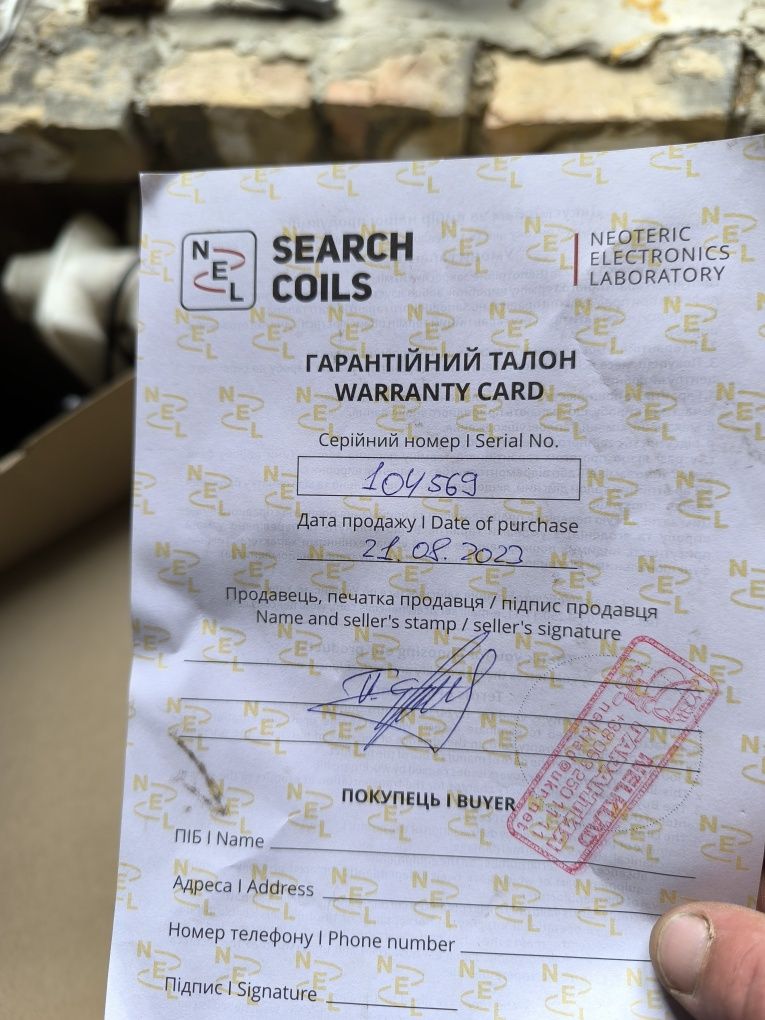 NEL
SEARCH
COILS
NEOTERIC
ELECTRONICS
LABORATORY
ГАРАНТІЙНИЙ ТАЛОН
WARRANTY CARD
Серійний номер I Serial No.
104569
Дата продажу I Date of purchase
21.08.2023
Продавець, печатка продавця / підпис продавця
Name and seller's stamp / seller's signature
ПОКУПЕЦЬ I BUYER
ПІБ I Name
Адреса I Address
Номер телефону I Phone number
Підпис I Signature